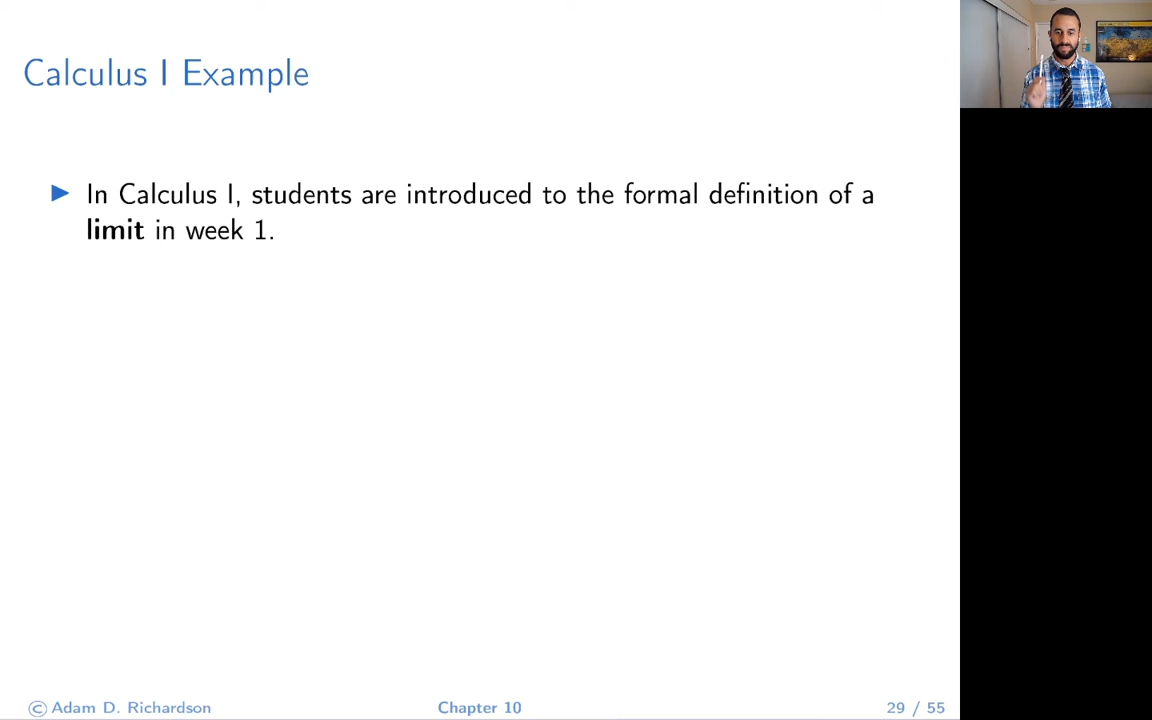 Calculus I Example
▶ In Calculus I, students are introduced to the formal definition of a
limit in week 1.
© Adam D. Richardson
Chapter 10
29 / 55